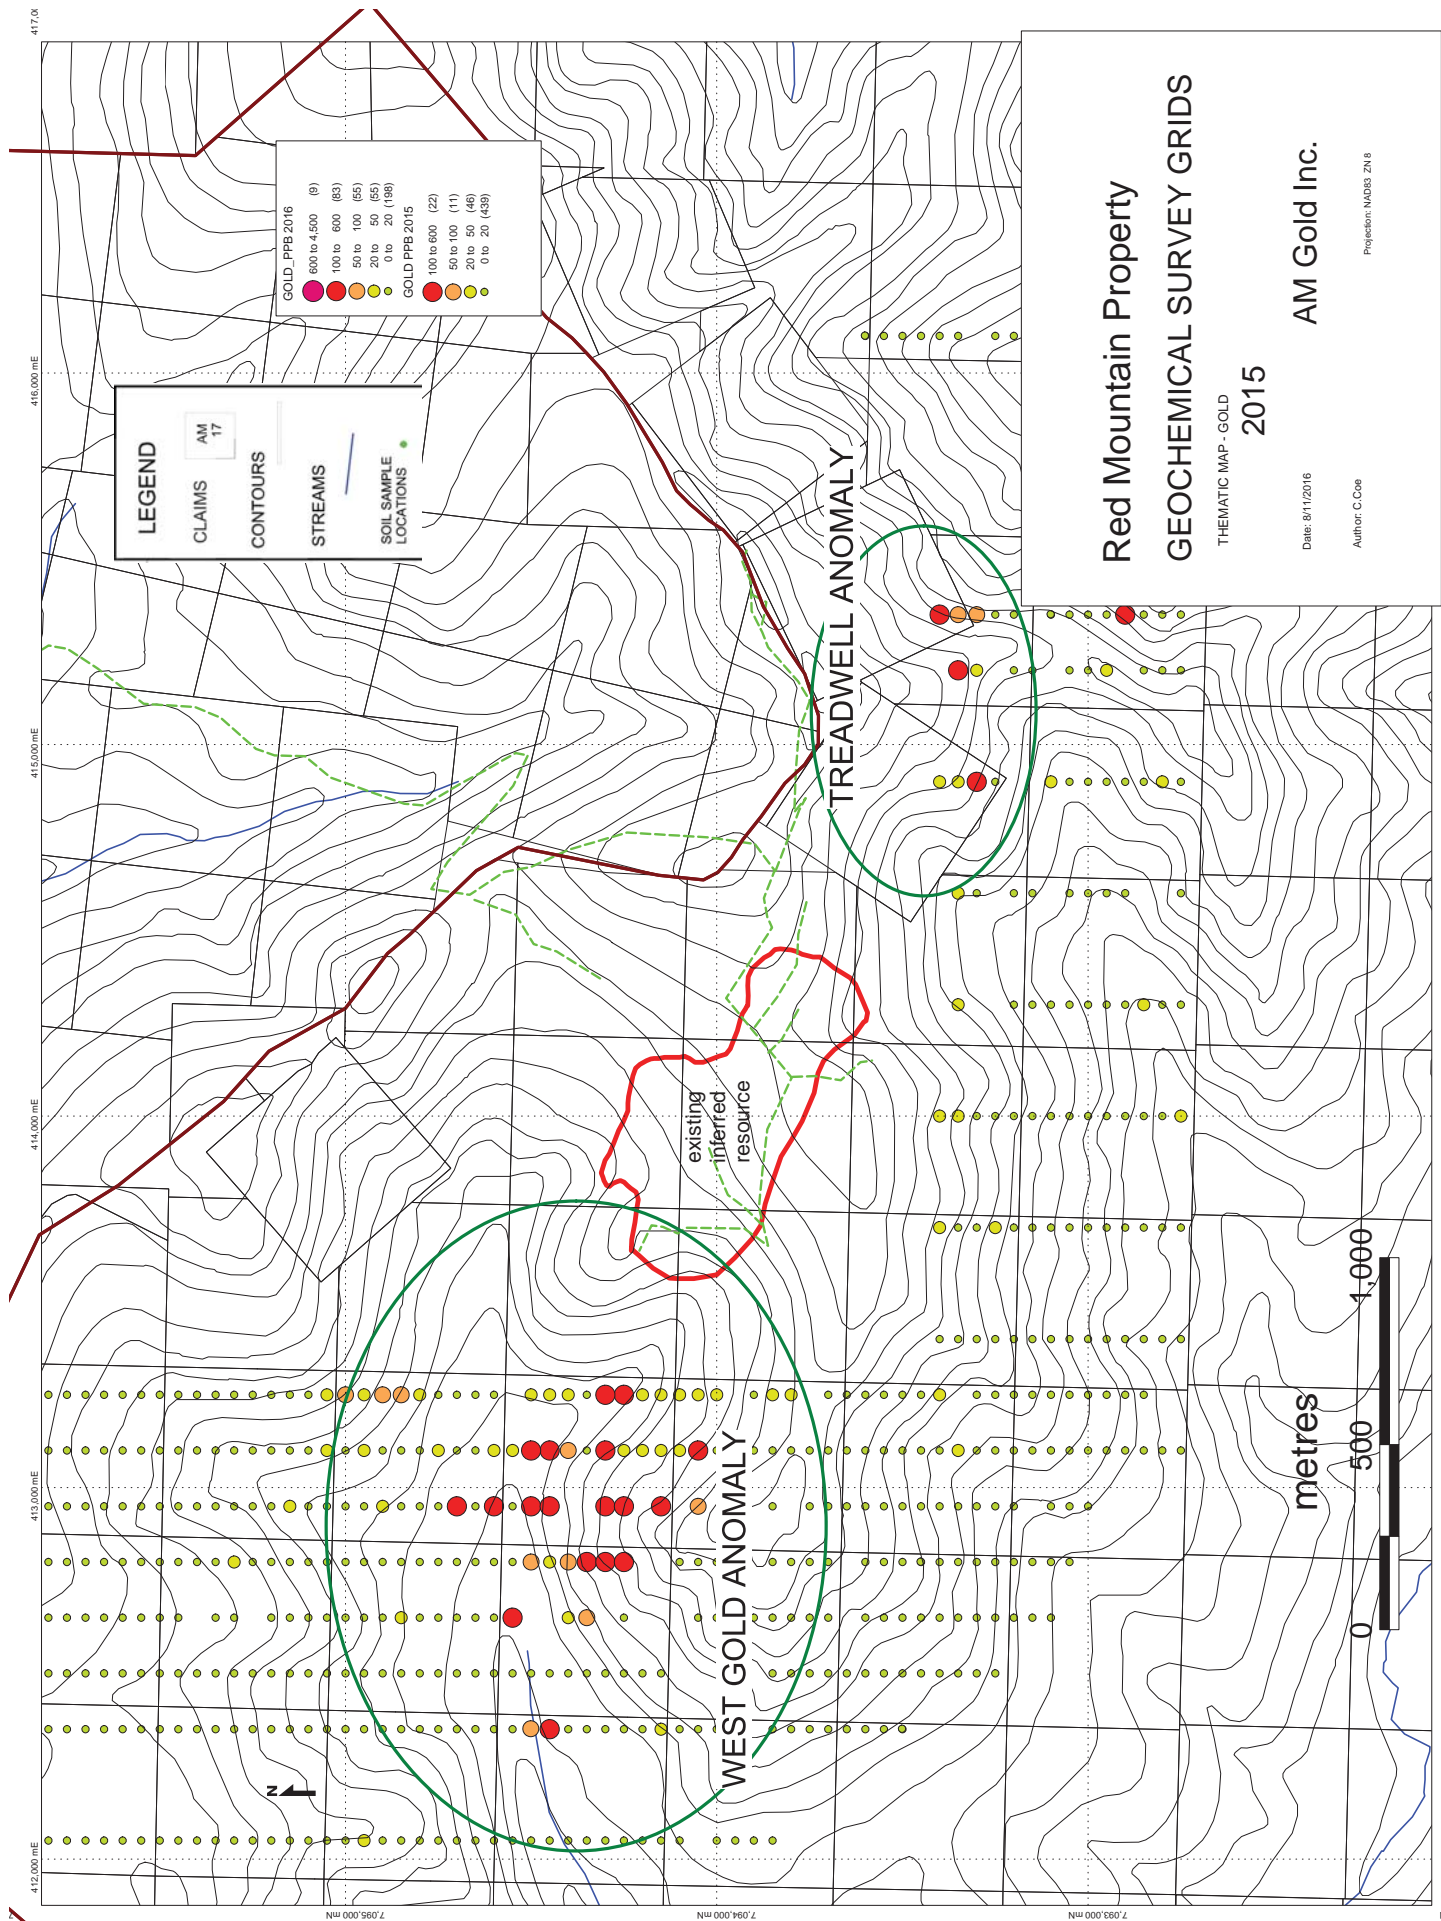 417,0
416,000 mE
415,000 mE
414,000 mE
413,000 mE
412,000 mE
7,095,000 mN
7,094,000 mN
7,093,000 mN
LEGEND
CLAIMS
AM
17
CONTOURS
STREAMS
SOIL SAMPLE
LOCATIONS
GOLD_PPB 2016
600 to 4,500 (9)
100 to 600 (83)
50 to 100 (55)
20 to 50 (55)
0 to 20 (198)
GOLD PPB 2015
100 to 600 (22)
50 to 100 (11)
20 to 50 (46)
0 to 20 (439)
TREADWELL ANOMALY
existing
inferred
resource
WEST GOLD ANOMALY
N
metres
0 500 1,000
Red Mountain Property
GEOCHEMICAL SURVEY GRIDS
THEMATIC MAP - GOLD
2015
Date: 8/11/2016
AM Gold Inc.
Author: C.Coe
Projection: NAD83 ZN 8